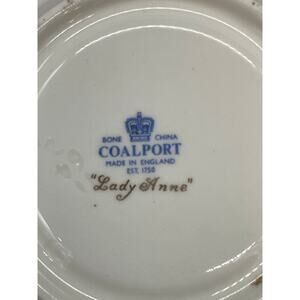 BONE CHINA
COALPORT
MADE IN ENGLAND
EST. 1750
"Lady Anne"